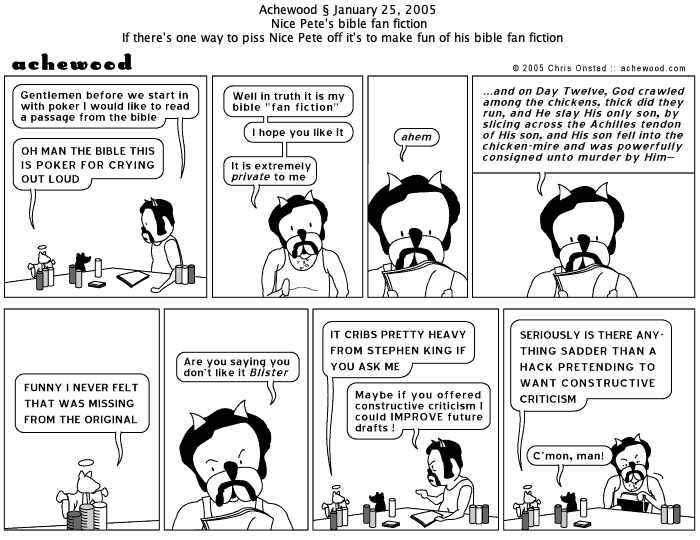 Achewood § January 25, 2005
Nice Pete's bible fan fiction
If there's one way to piss Nice Pete off it's to make fun of his bible fan fiction
achewood
© 2005 Chris Onstad :: achewood.com
Gentlemen before we start in
with poker I would like to read
a passage from the bible
OH MAN THE BIBLE THIS
IS POKER FOR CRYING
OUT LOUD
Well in truth it is my
bible "fan fiction"
I hope you like it
It is extremely
private to me
ahem
...and on Day Twelve, God crawled
among the chickens, thick did they
run, and He slay His only son, by
slicing across the Achilles tendon
of His son, and His son fell into the
chicken-mire and was powerfully
consigned unto murder by Him—
FUNNY I NEVER FELT
THAT WAS MISSING
FROM THE ORIGINAL
Are you saying you
don't like it Blister
IT CRIBS PRETTY HEAVY
FROM STEPHEN KING IF
YOU ASK ME
Maybe if you offered
constructive criticism I
could IMPROVE future
drafts !
SERIOUSLY IS THERE ANY-
THING SADDER THAN A
HACK PRETENDING TO
WANT CONSTRUCTIVE
CRITICISM
C'mon, man!